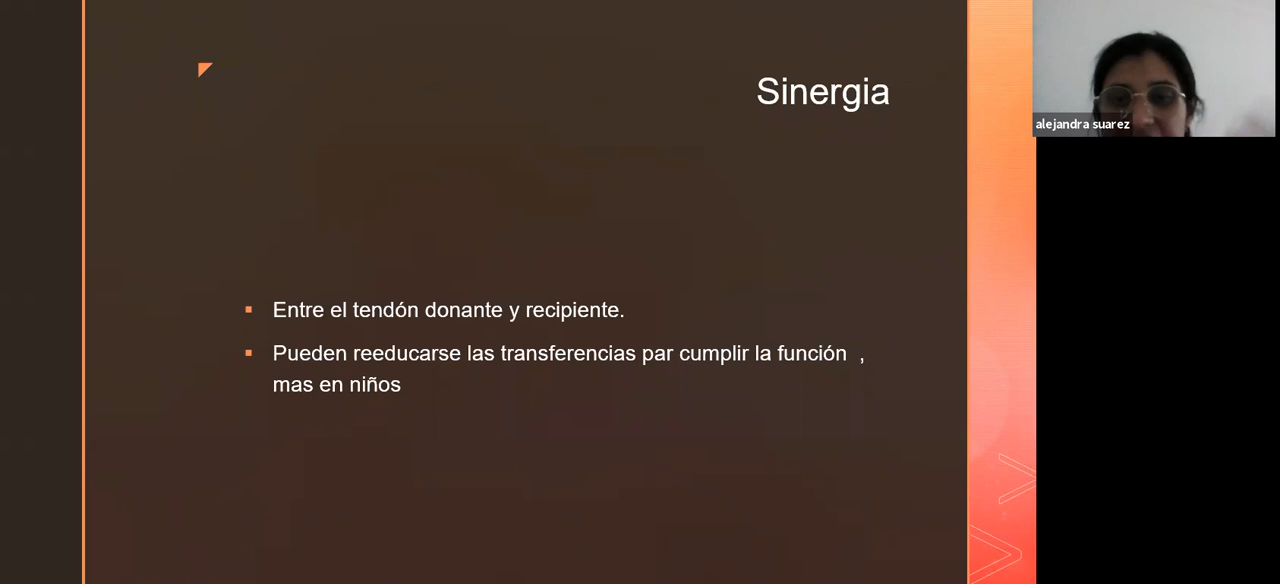 Sinergia
Entre el tendón donante y recipiente.
Pueden reeducarse las transferencias par cumplir la función  ,
mas en niños
alejandra suarez